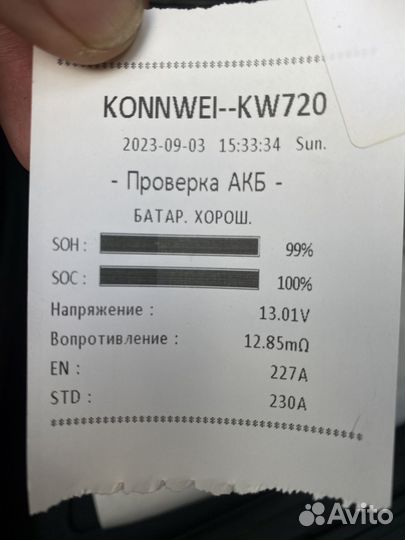 ************************************
KONNWEI--KW720
2023-09-03 15:33:34 Sun.
- Проверка АКБ -
БАТАР. ХОРОШ.
SOH : 99%
SOC : 100%
Напряжение : 13.01V
Вопротивление : 12.85mΩ
EN : 227A
STD : 230A
************************************
Avito